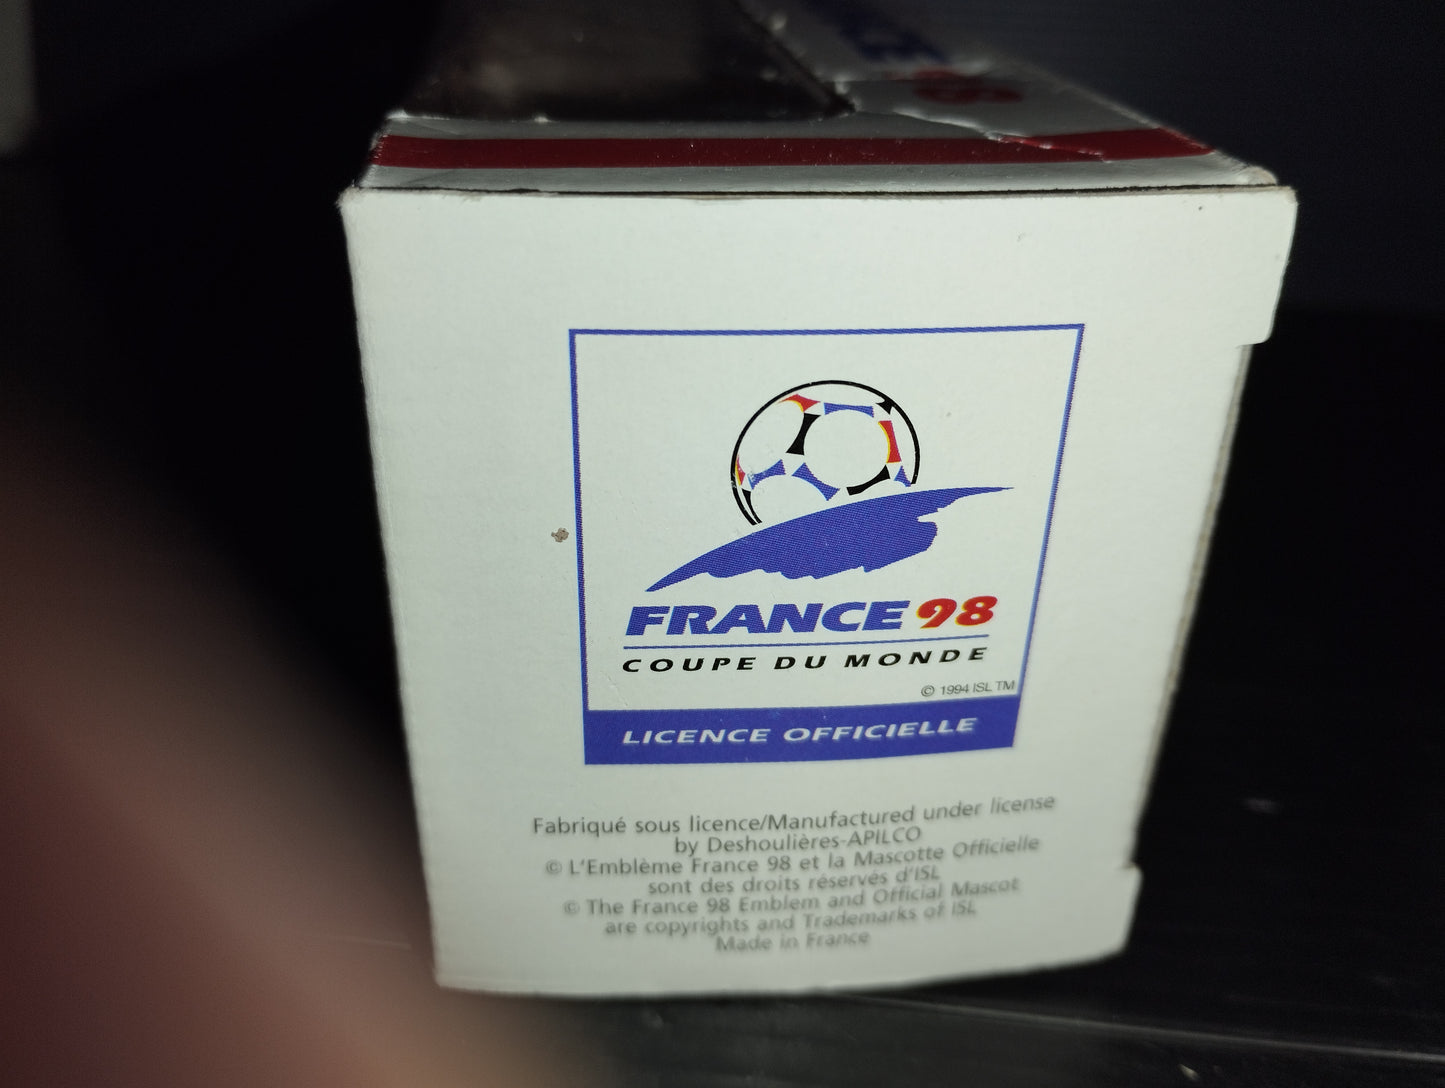 FRANCE 98
COUPE DU MONDE
© 1994 ISL TM
LICENCE OFFICIELLE
Fabriqué sous licence/Manufactured under license
by Deshoulières-APILCO
© L'Emblème France 98 et la Mascotte Officielle
sont des droits réservés d'ISL
© The France 98 Emblem and Official Mascot
are copyrights and Trademarks of ISL
Made in France